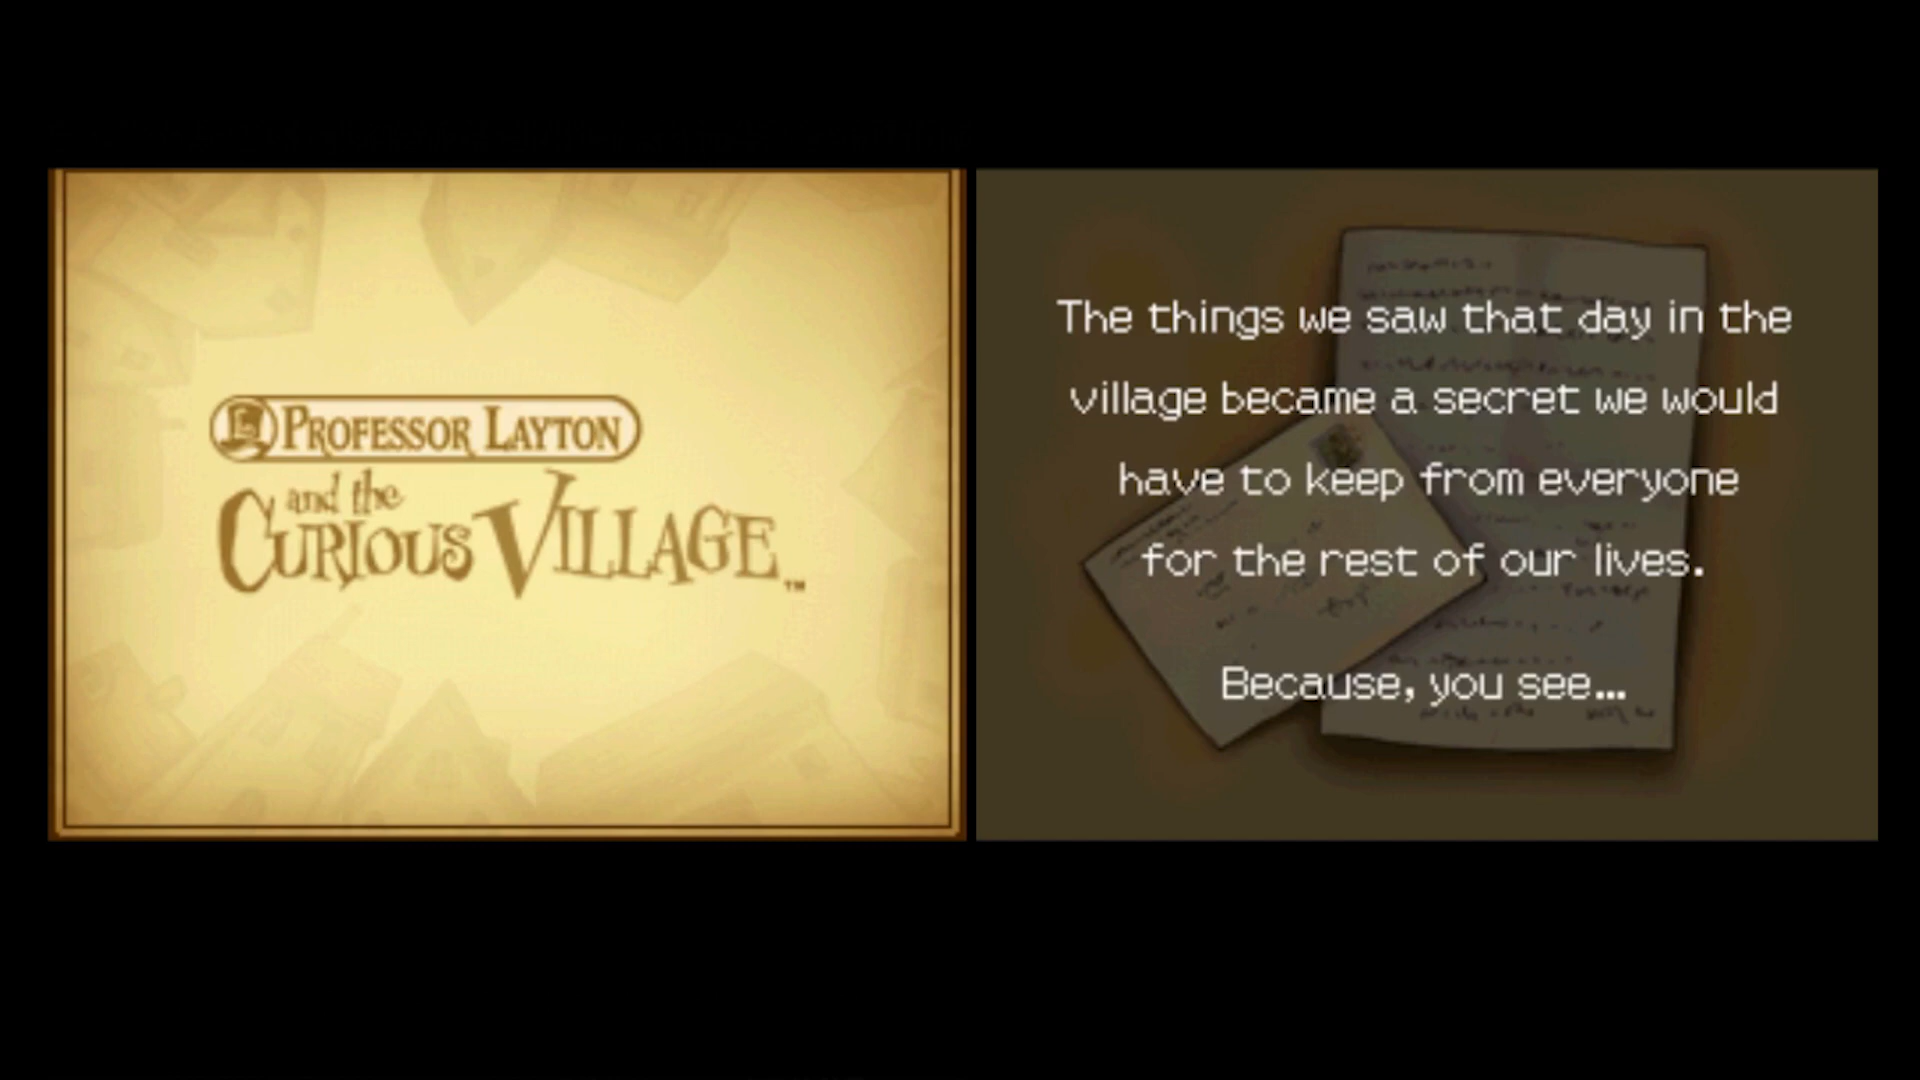 PROFESSOR LAYTON
and the
CURIOUS VILLAGE™
The things we saw that day in the
village became a secret we would
have to keep from everyone
for the rest of our lives.
Because, you see...